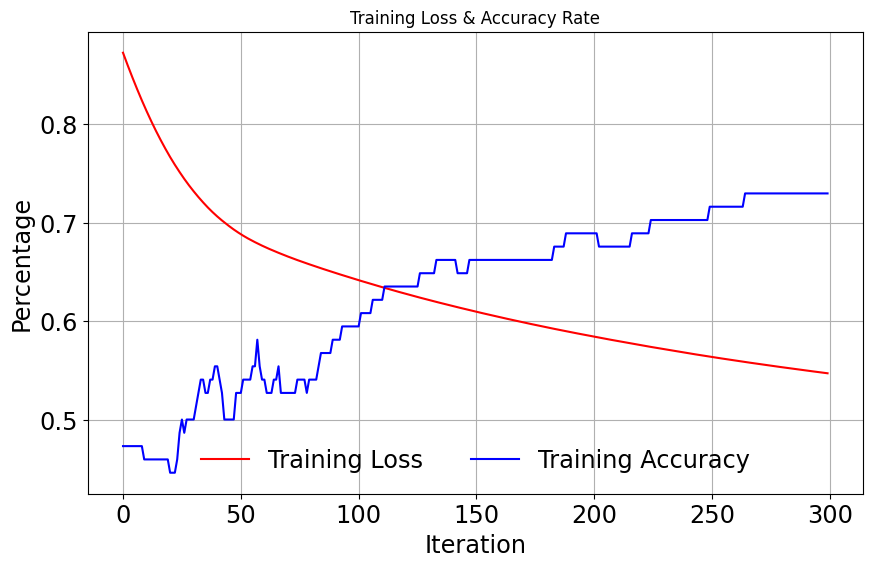 Training Loss & Accuracy Rate
0.8
0.7
0.6
0.5
Percentage
Training Loss
Training Accuracy
0 50 100 150 200 250 300
Iteration